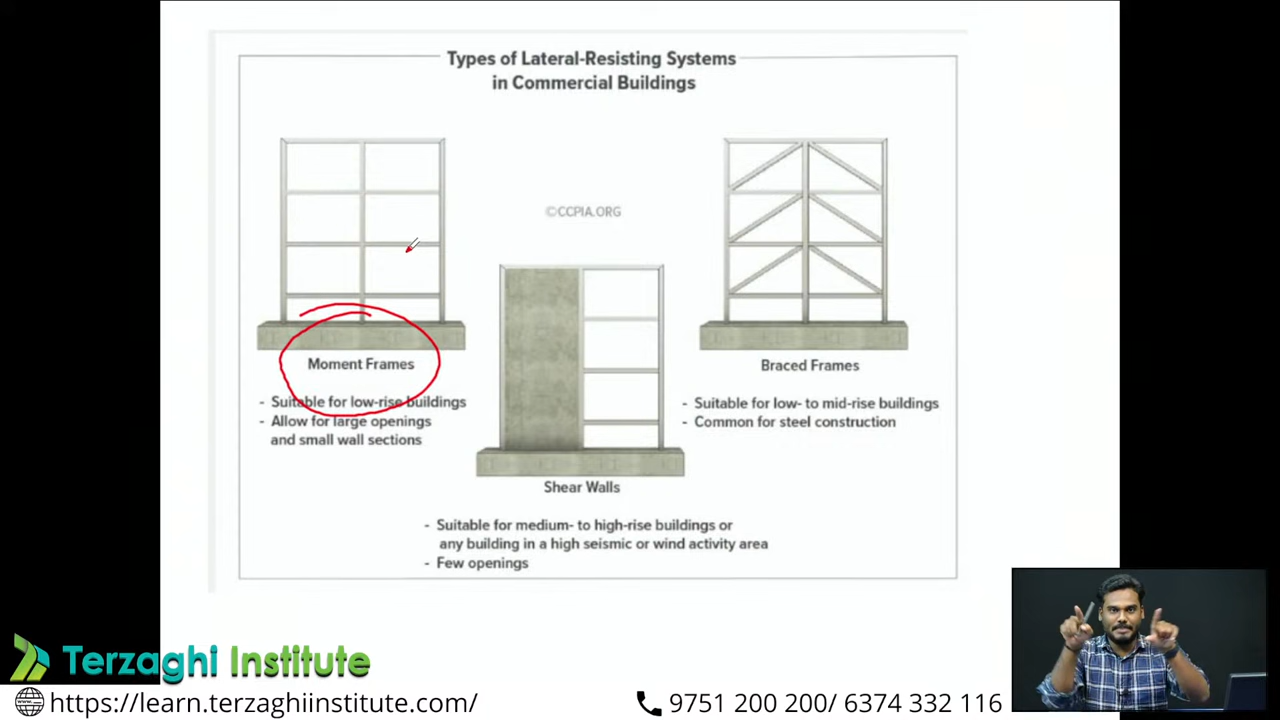 Types of Lateral-Resisting Systems
in Commercial Buildings
©CCPIA.ORG
Moment Frames
- Suitable for low-rise buildings
- Allow for large openings
and small wall sections
Shear Walls
- Suitable for medium- to high-rise buildings or
any building in a high seismic or wind activity area
- Few openings
Braced Frames
- Suitable for low- to mid-rise buildings
- Common for steel construction
Terzaghi Institute
https://learn.terzaghiinstitute.com/
9751 200 200/ 6374 332 116